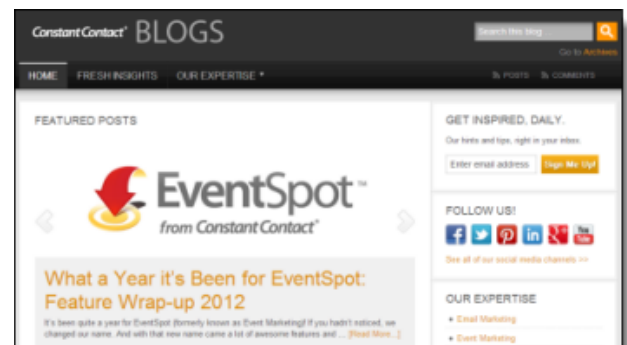 Constant Contact® BLOGS
Search this blog ...
Go to Archives
HOME FRESH INSIGHTS OUR EXPERTISE
POSTS COMMENTS
FEATURED POSTS
EventSpot™
from Constant Contact®
What a Year it's Been for EventSpot:
Feature Wrap-up 2012
It's been quite a year for EventSpot (formerly known as Event Marketing)! If you hadn't noticed, we
changed our name. And with that new name came a lot of awesome features and ... [Read More...]
GET INSPIRED, DAILY.
Our hints and tips, right in your inbox.
Enter email address Sign Me Up!
FOLLOW US!
You
Tube
See all of our social media channels >>
OUR EXPERTISE
Email Marketing
Event Marketing